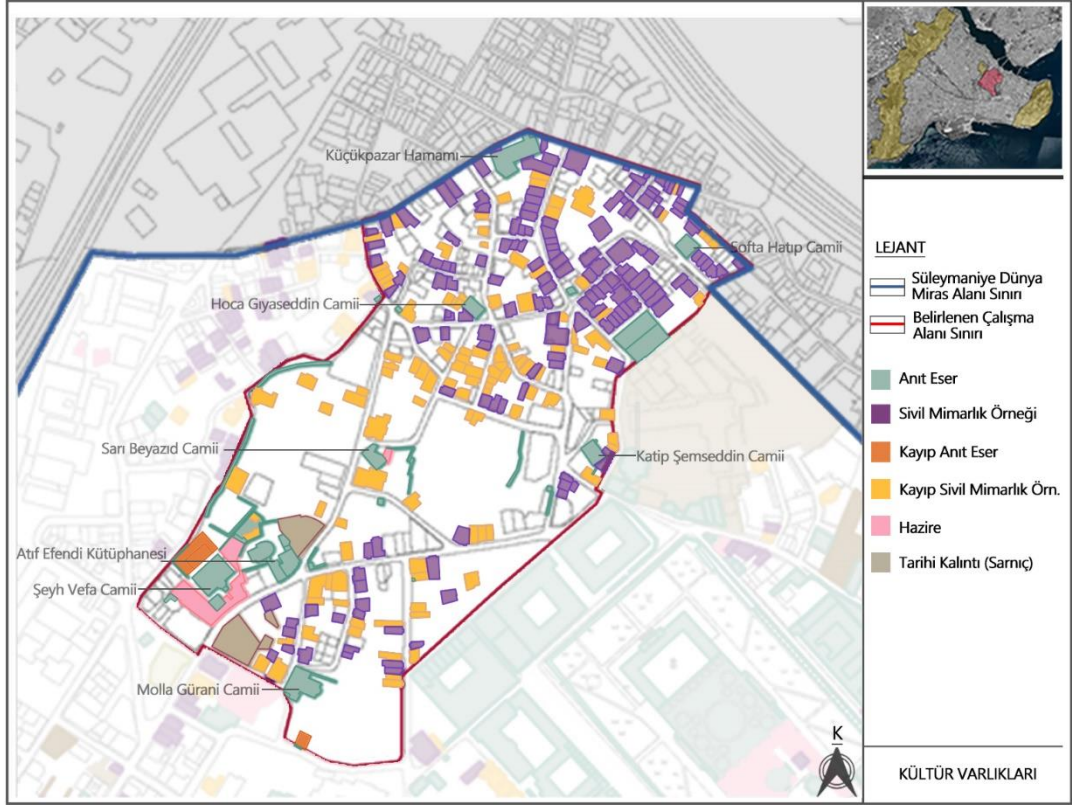 Küçükpazar Hamamı
Softa Hatıp Camii
Hoca Giyaseddin Camii
Sarı Beyazıd Camii
Katip Şemseddin Camii
Atıf Efendi Kütüphanesi
Şeyh Vefa Camii
Molla Gürani Camii
K
LEJANT
Süleymaniye Dünya
Miras Alanı Sınırı
Belirlenen Çalışma
Alanı Sınırı
Anıt Eser
Sivil Mimarlık Örneği
Kayıp Anıt Eser
Kayıp Sivil Mimarlık Örn.
Hazire
Tarihi Kalıntı (Sarnıç)
KÜLTÜR VARLIKLARI